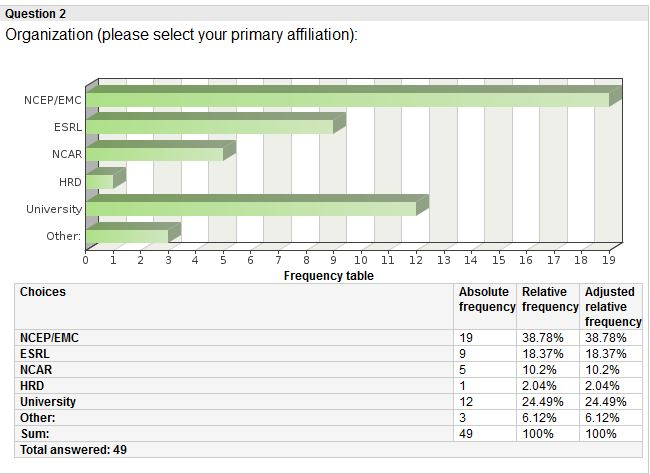 Question 2
Organization (please select your primary affiliation):
NCEP/EMC
ESRL
NCAR
HRD
University
Other:
0 1 2 3 4 5 6 7 8 9 10 11 12 13 14 15 16 17 18 19
Frequency table
Choices Absolute frequency Relative frequency Adjusted relative frequency
NCEP/EMC 19 38.78% 38.78%
ESRL 9 18.37% 18.37%
NCAR 5 10.2% 10.2%
HRD 1 2.04% 2.04%
University 12 24.49% 24.49%
Other: 3 6.12% 6.12%
Sum: 49 100% 100%
Total answered: 49